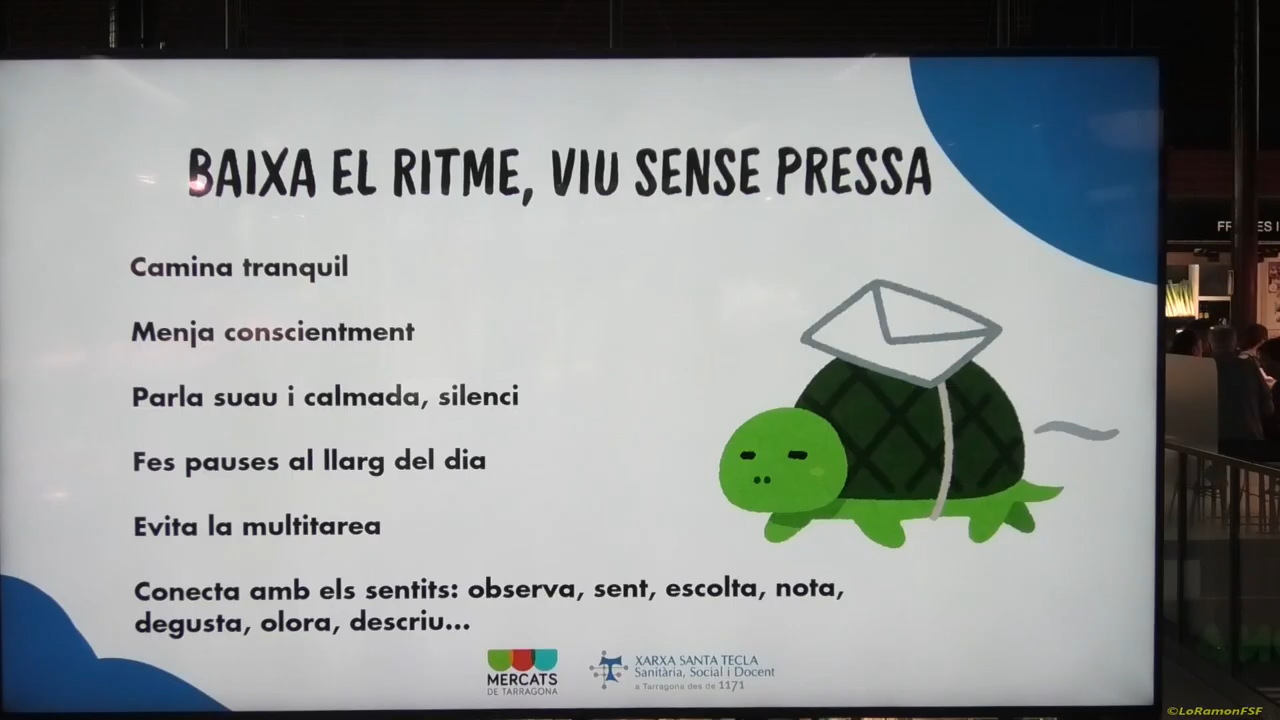 BAIXA EL RITME, VIU SENSE PRESSA
Camina tranquil
Menja conscientment
Parla suau i calmada, silenci
Fes pauses al llarg del dia
Evita la multitarea
Conecta amb els sentits: observa, sent, escolta, nota,
degusta, olora, descriu...
MERCATS
DE TARRAGONA
XARXA SANTA TECLA
Sanitària, Social i Docent
a Tarragona des de 1171
©LoRamonFSF